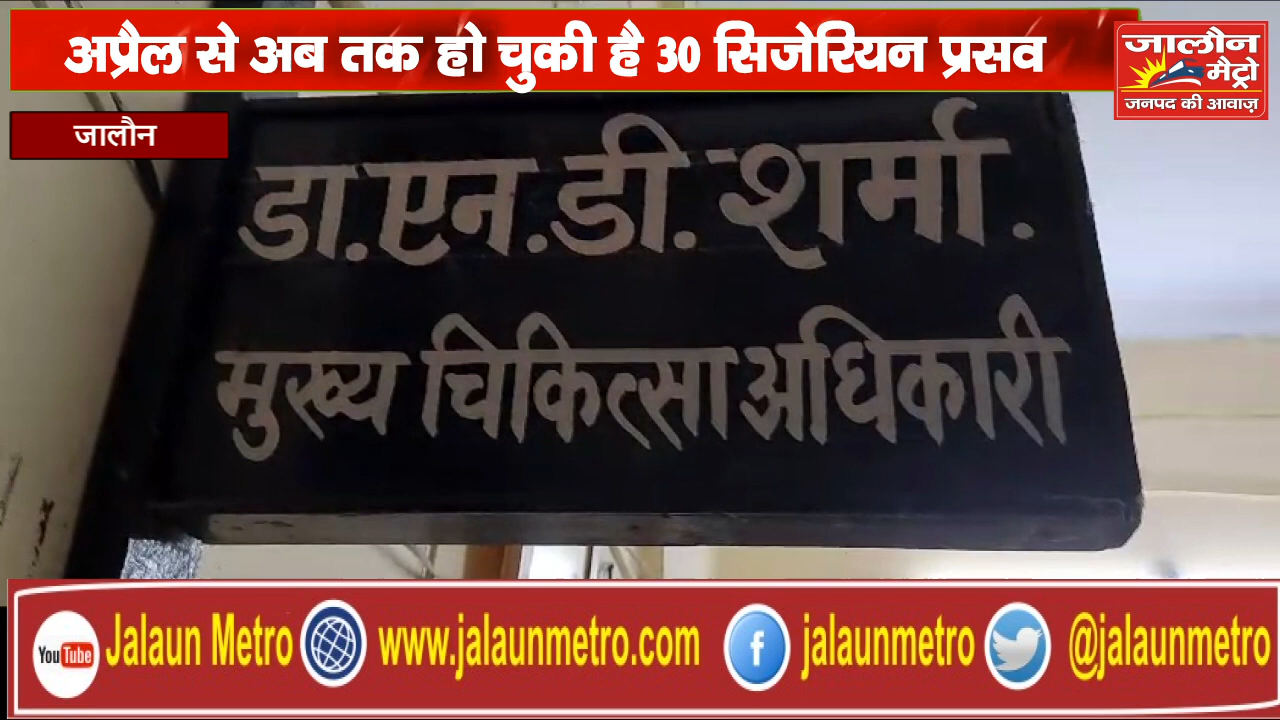 अप्रैल से अब तक हो चुकी है 30 सिजेरियन प्रसव
जालौन
मैट्रो
जनपद की आवाज़
जालौन
डा.एन.डी.शर्मा.
मुख्य चिकित्सा अधिकारी
YouTube Jalaun Metro www.jalaunmetro.com f jalaunmetro @jalaunmetro